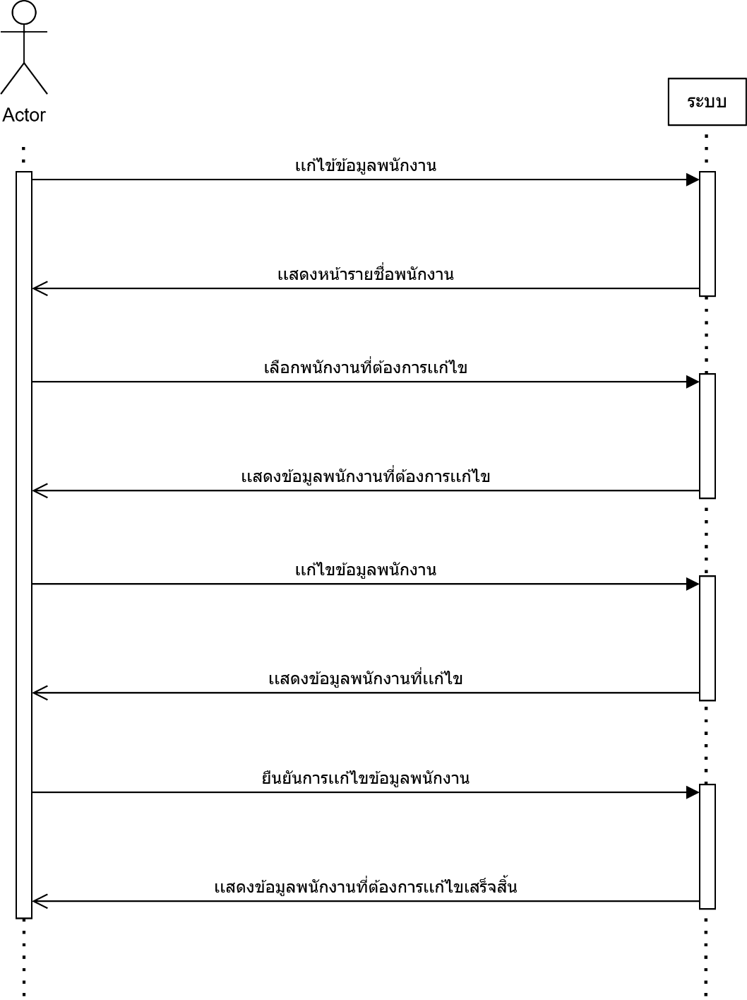 Actor
ระบบ
แก้ไข้ข้อมูลพนักงาน
แสดงหน้ารายชื่อพนักงาน
เลือกพนักงานที่ต้องการแก้ไข
แสดงข้อมูลพนักงานที่ต้องการแก้ไข
แก้ไขข้อมูลพนักงาน
แสดงข้อมูลพนักงานที่แก้ไข
ยืนยันการแก้ไขข้อมูลพนักงาน
แสดงข้อมูลพนักงานที่ต้องการแก้ไขเสร็จสิ้น